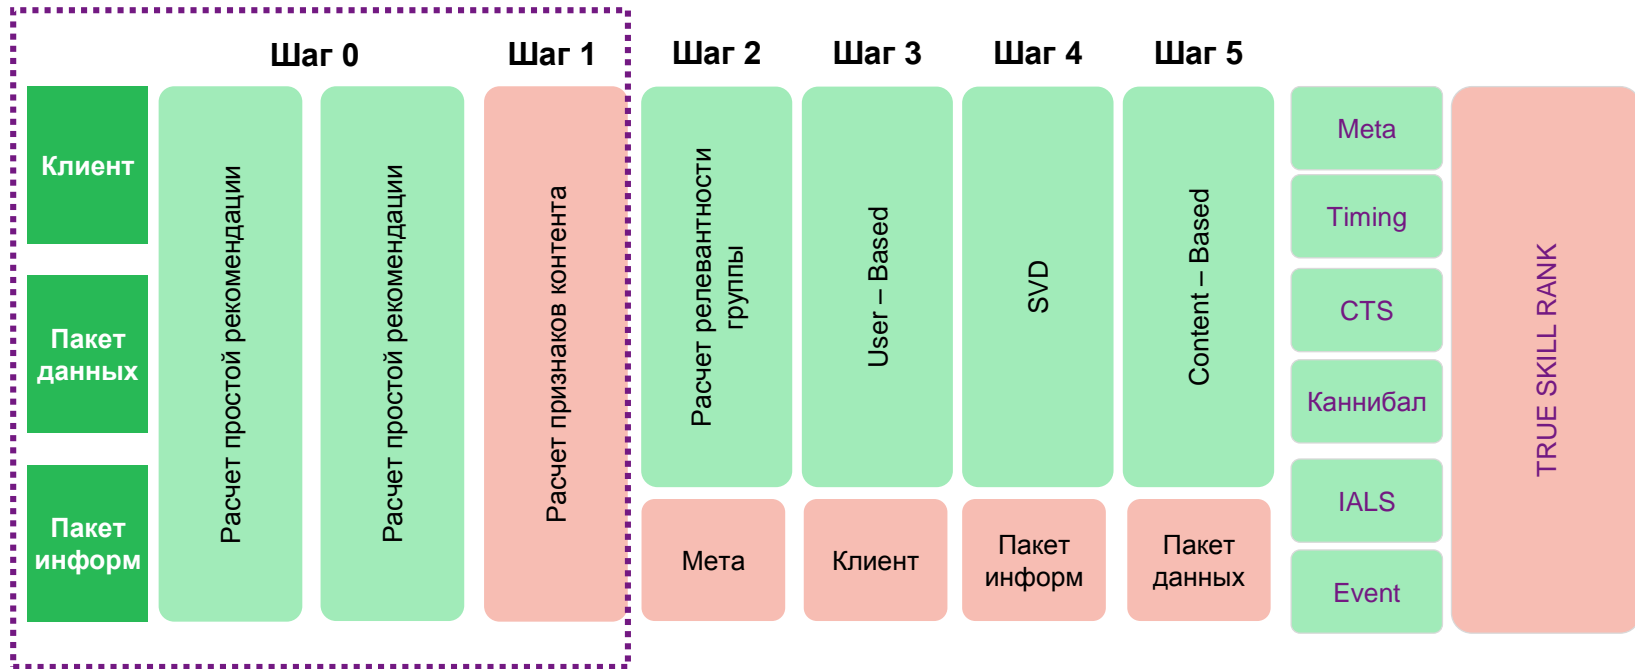 Шаг 0
Шаг 1
Шаг 2
Шаг 3
Шаг 4
Шаг 5
Клиент
Пакет
данных
Пакет
информ
Расчет простой рекомендации
Расчет простой рекомендации
Расчет признаков контента
Расчет релевантности
группы
User – Based
SVD
Content – Based
Мета
Клиент
Пакет
информ
Пакет
данных
Meta
Timing
CTS
Каннибал
IALS
Event
TRUE SKILL RANK